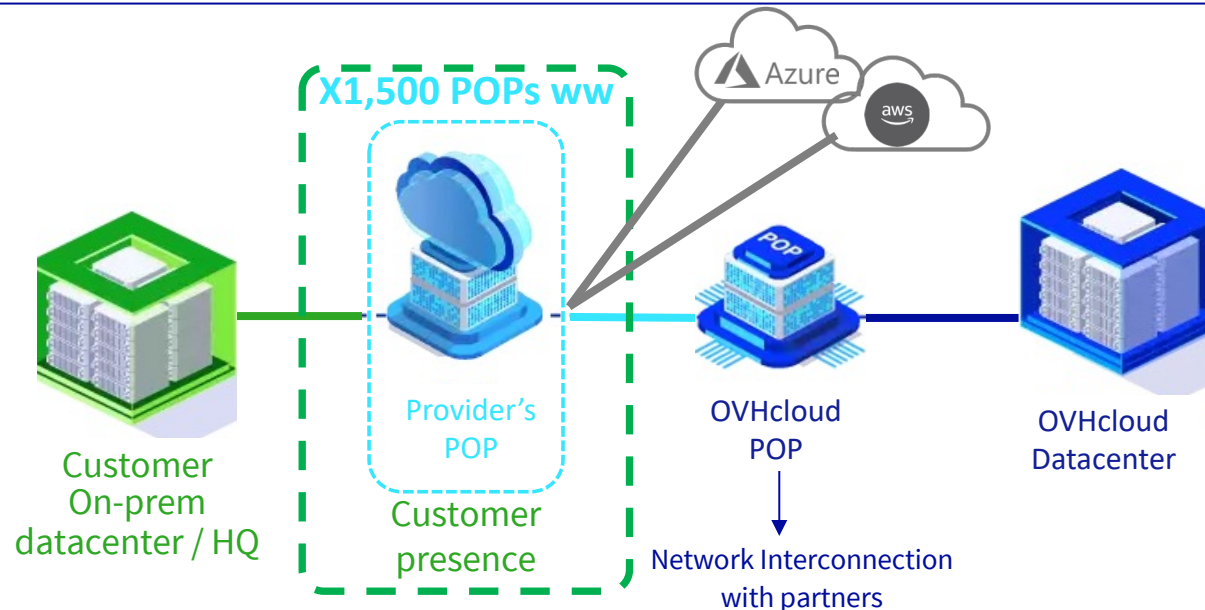 X1,500 POPs ww
Azure
aws
POP
Provider's
POP
Customer
On-prem
datacenter / HQ
Customer
presence
OVHcloud
POP
Network Interconnection
with partners
OVHcloud
Datacenter